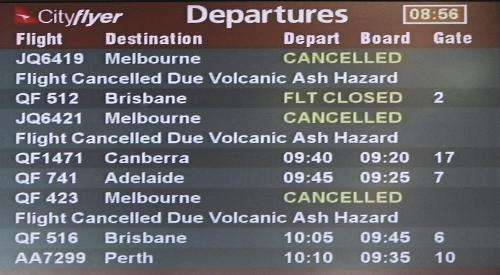 Cityflyer Departures 08:56
Flight Destination Depart Board Gate
JQ6419 Melbourne CANCELLED
Flight Cancelled Due Volcanic Ash Hazard
QF 512 Brisbane FLT CLOSED 2
JQ6421 Melbourne CANCELLED
Flight Cancelled Due Volcanic Ash Hazard
QF1471 Canberra 09:40 09:20 17
QF 741 Adelaide 09:45 09:25 7
QF 423 Melbourne CANCELLED
Flight Cancelled Due Volcanic Ash Hazard
QF 516 Brisbane 10:05 09:45 6
AA7299 Perth 10:10 09:35 10